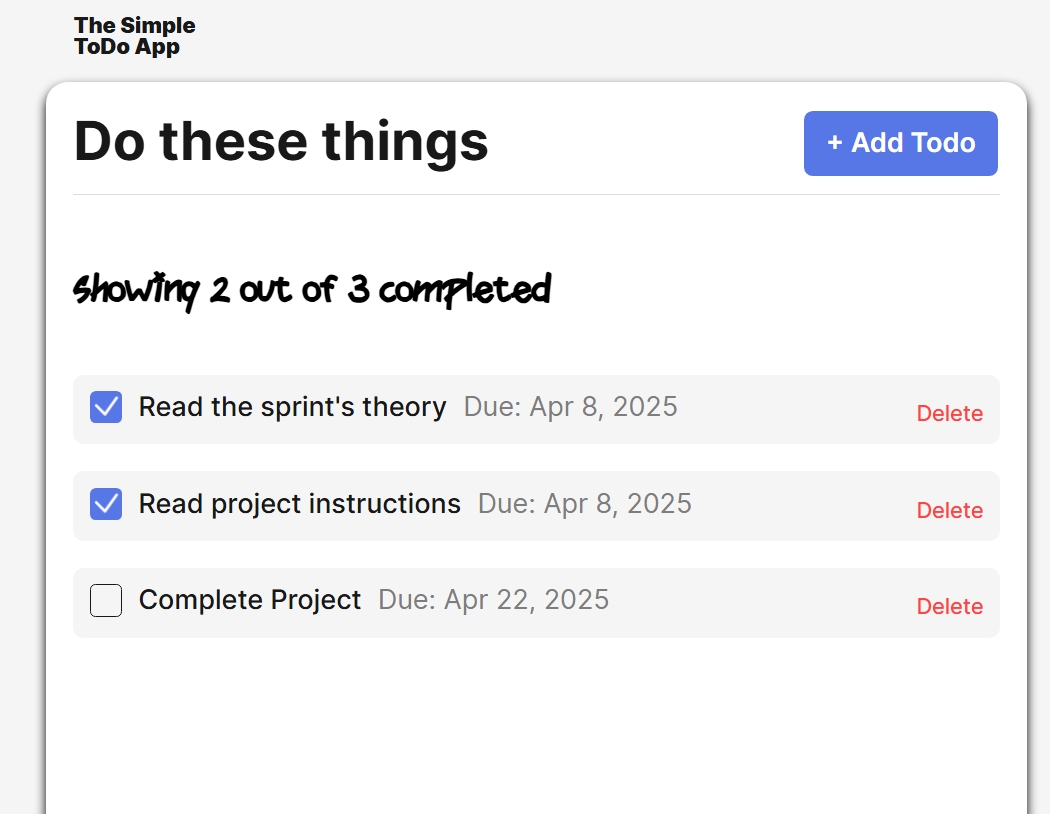 The Simple
ToDo App
Do these things
+ Add Todo
Showing 2 out of 3 completed
Read the sprint's theory Due: Apr 8, 2025 Delete
Read project instructions Due: Apr 8, 2025 Delete
Complete Project Due: Apr 22, 2025 Delete